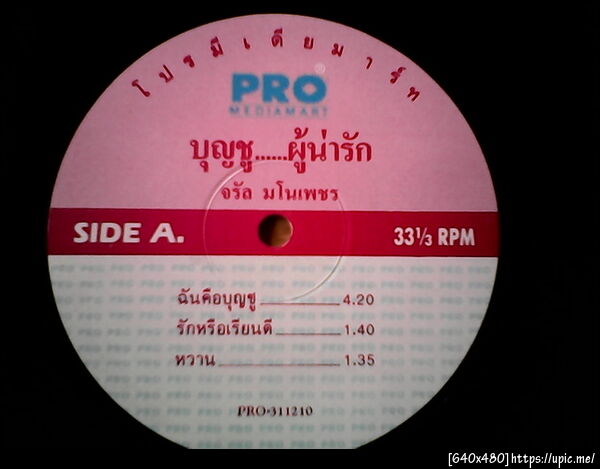 โปรมีเดียมาร์ท
PRO®
MEDIAMART
บุญชู......ผู้น่ารัก
จรัล มโนเพชร
SIDE A.
33 1/3 RPM
ฉันคือบุญชู 4.20
รักหรือเรียนดี 1.40
หวาน 1.35
PRO-311210
[640x480]https://upic.me/